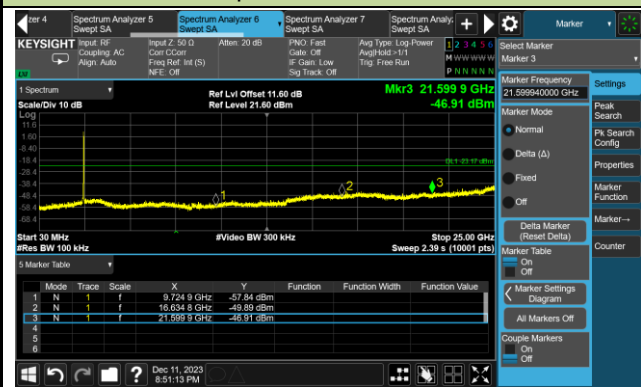 zer 4
Spectrum Analyzer 5
Swept SA
Spectrum Analyzer 6
Swept SA
Spectrum Analyzer 7
Swept SA
Spectrum Analy
Swept SA
Marker
KEYSIGHT
Input: RF
Coupling: AC
Align: Auto
Input Z: 50 Ω
Corr CCorr
Freq Ref: Int (S)
NFE: Off
Atten: 20 dB
PNO: Fast
Gate: Off
IF Gain: Low
Sig Track: Off
Avg Type: Log-Power
Avg|Hold:>1/1
Trig: Free Run
1 2 3 4 5 6
M W W W W W
P N N N N N
Select Marker
Marker 3
1 Spectrum
Scale/Div 10 dB
Log
Ref Lvl Offset 11.60 dB
Ref Level 21.60 dBm
Mkr3 21.599 9 GHz
-46.91 dBm
11.6
1.60
-8.40
-18.4
-28.4
-38.4
-48.4
-58.4
-68.4
DL1 -23.17 dBm
1
2
3
Start 30 MHz
#Res BW 100 kHz
#Video BW 300 kHz
Stop 25.00 GHz
Sweep 2.39 s (10001 pts)
5 Marker Table
Mode Trace Scale X Y Function Function Width Function Value
1 N 1 f 9.724 9 GHz -57.84 dBm
2 N 1 f 16.634 8 GHz -49.89 dBm
3 N 1 f 21.599 9 GHz -46.91 dBm
4
5
6
Marker Frequency
21.599940000 GHz
Marker Mode
Normal
Delta (Δ)
Fixed
Off
Delta Marker
(Reset Delta)
Marker Table
On
Off
Marker Settings
Diagram
All Markers Off
Couple Markers
On
Off
Settings
Peak
Search
Pk Search
Config
Properties
Marker
Function
Marker→
Counter
Dec 11, 2023
8:51:13 PM